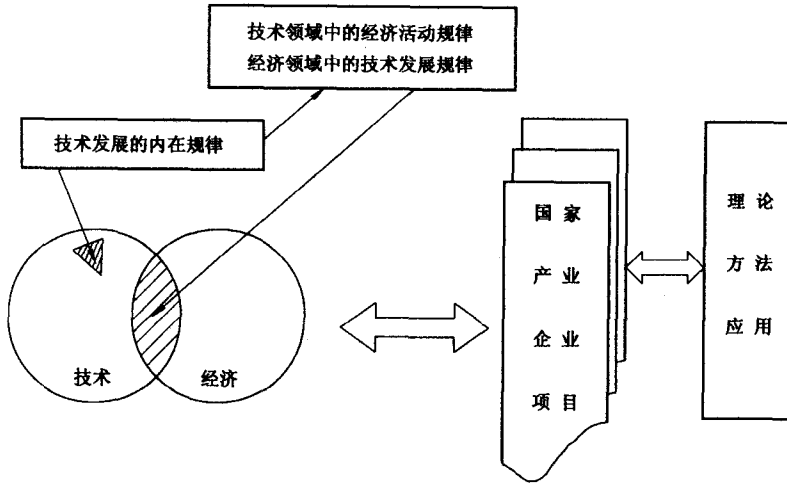 技术领域中的经济活动规律
经济领域中的技术发展规律
技术发展的内在规律
技术
经济
国家
产业
企业
项目
理论
方法
应用